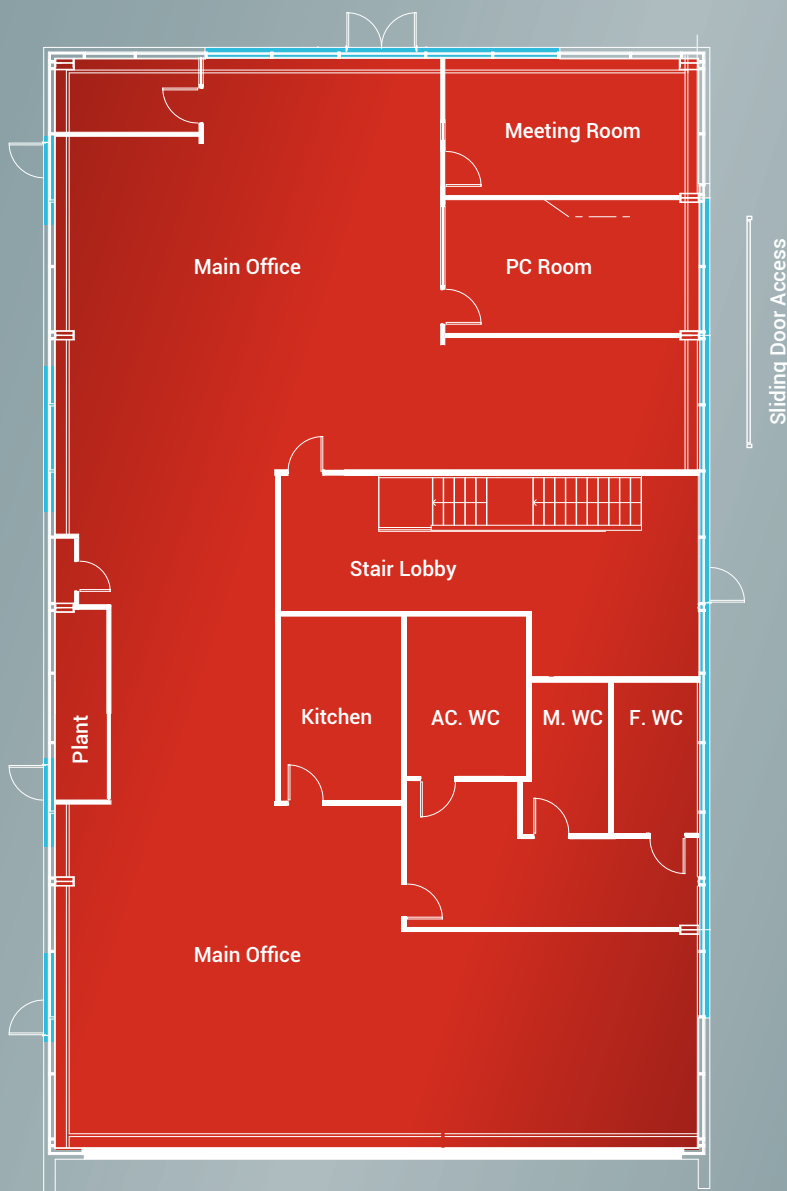 Meeting Room
Main Office
PC Room
Sliding Door Access
Stair Lobby
Plant
Kitchen
AC. WC
M. WC
F. WC
Main Office